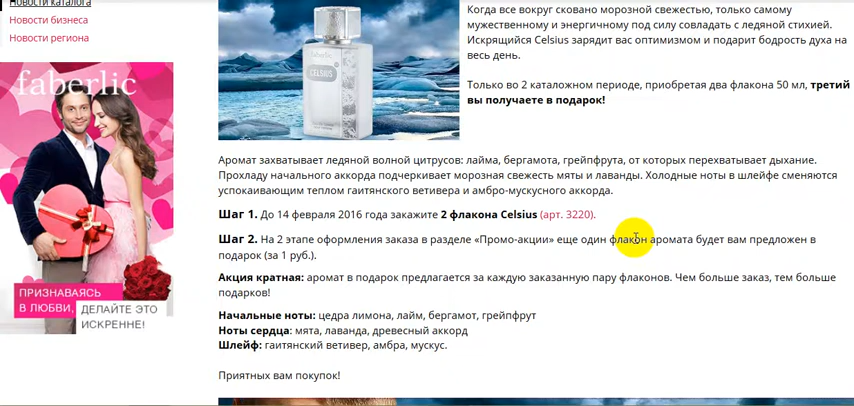 Новости каталога
Новости бизнеса
Новости региона
faberlic
ПРИЗНАВАЯСЬ
В ЛЮБВИ,
ДЕЛАЙТЕ ЭТО
ИСКРЕННЕ!
CELSIUS
Когда все вокруг сковано морозной свежестью, только самому
мужественному и энергичному под силу совладать с ледяной стихией.
Искрящийся Celsius зарядит вас оптимизмом и подарит бодрость духа на
весь день.
Только во 2 каталожном периоде, приобретая два флакона 50 мл, третий
вы получаете в подарок!
Аромат захватывает ледяной волной цитрусов: лайма, бергамота, грейпфрута, от которых перехватывает дыхание.
Прохладу начального аккорда подчеркивает морозная свежесть мяты и лаванды. Холодные ноты в шлейфе сменяются
успокаивающим теплом гаитянского ветивера и амбро-мускусного аккорда.
Шаг 1. До 14 февраля 2016 года закажите 2 флакона Celsius (арт. 3220).
Шаг 2. На 2 этапе оформления заказа в разделе «Промо-акции» еще один флакон аромата будет вам предложен в
подарок (за 1 руб.).
Акция кратная: аромат в подарок предлагается за каждую заказанную пару флаконов. Чем больше заказ, тем больше
подарков!
Начальные ноты: цедра лимона, лайм, бергамот, грейпфрут
Ноты сердца: мята, лаванда, древесный аккорд
Шлейф: гаитянский ветивер, амбра, мускус.
Приятных вам покупок!